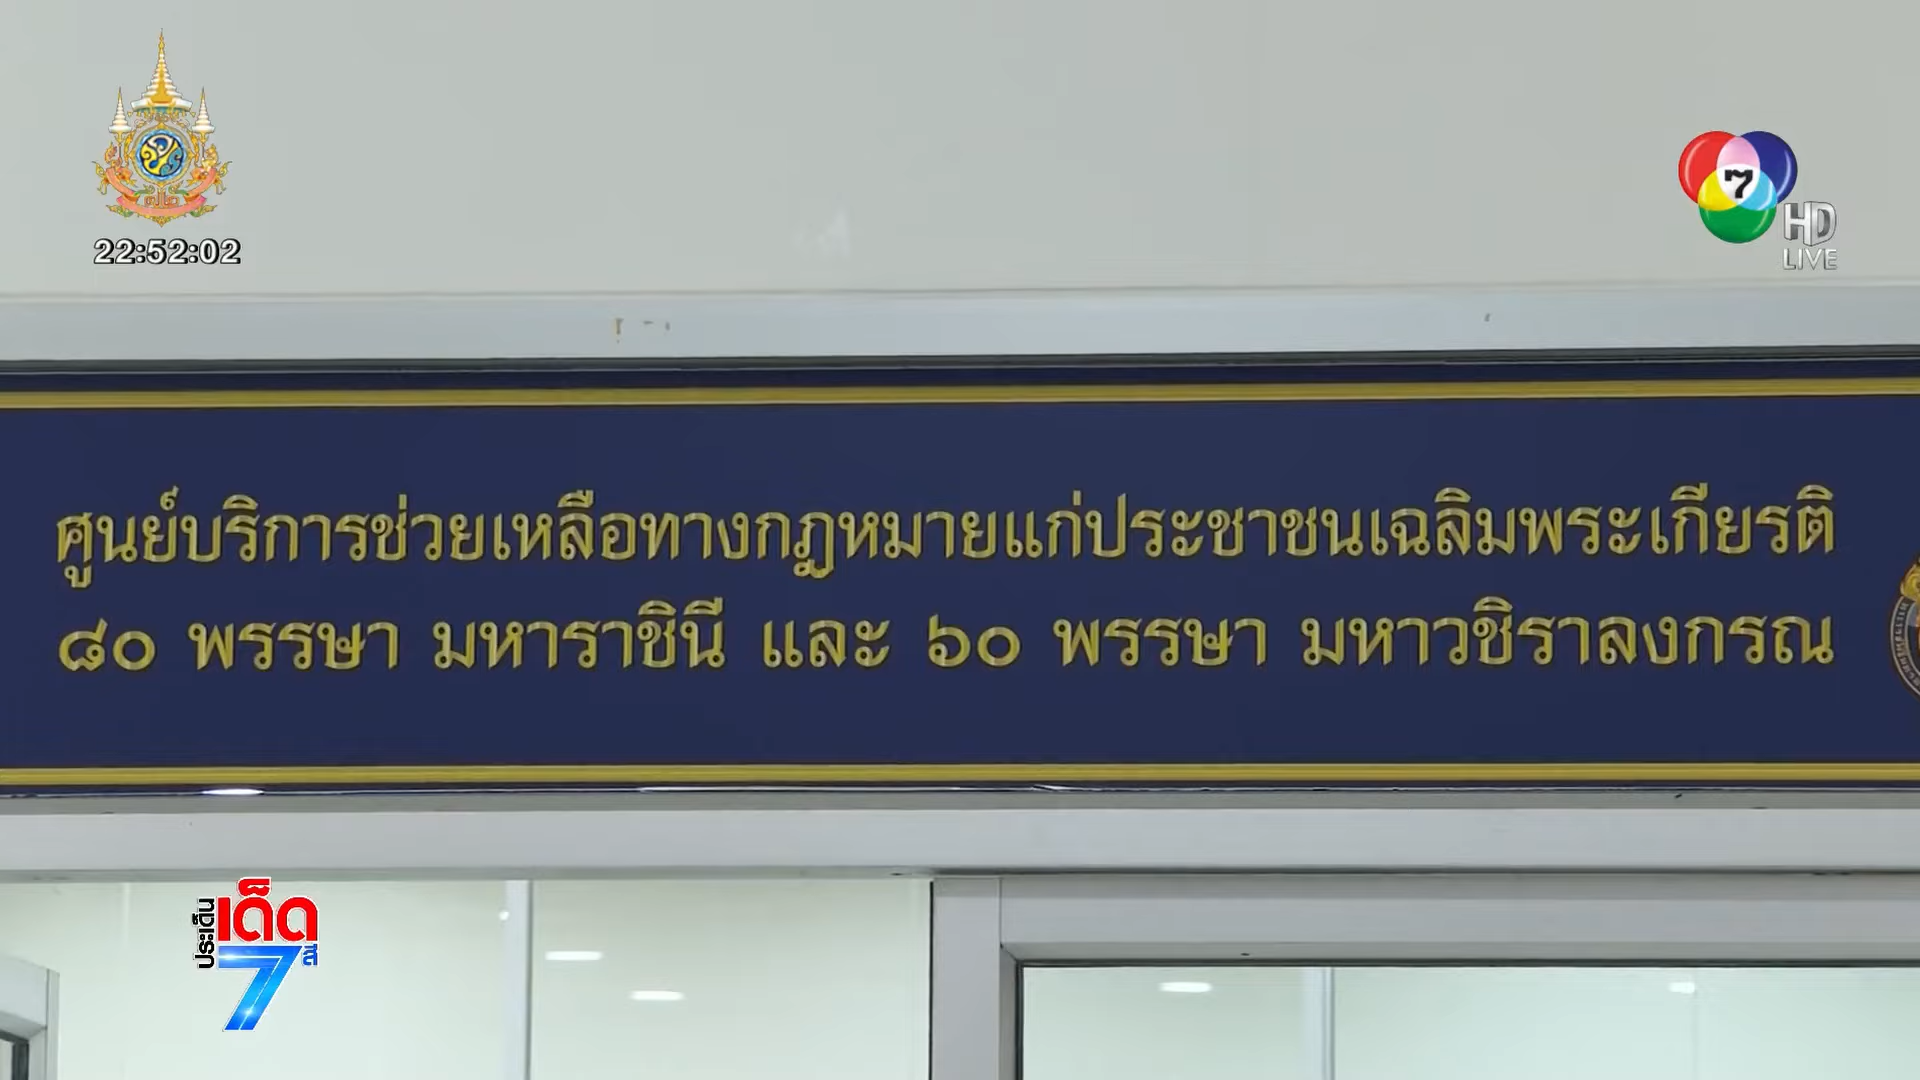 22:52:02
7
HD
LIVE
ศูนย์บริการช่วยเหลือทางกฎหมายแก่ประชาชนเฉลิมพระเกียรติ
๘๐ พรรษา มหาราชินี และ ๖๐ พรรษา มหาวชิราลงกรณ
ประเด็น
เด็ด
7
สี